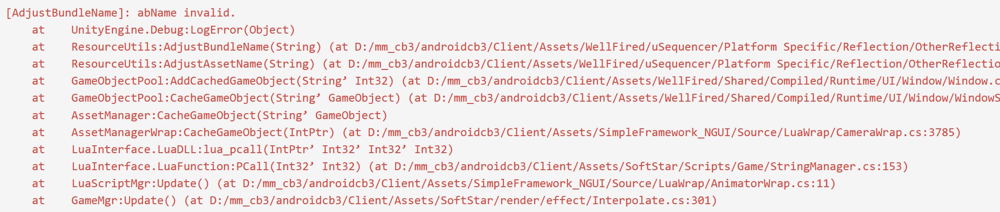 [AdjustBundleName]: abName invalid.
at UnityEngine.Debug:LogError(Object)
at ResourceUtils:AdjustBundleName(String) (at D:/mm_cb3/androidcb3/Client/Assets/WellFired/uSequencer/Platform Specific/Reflection/OtherReflecti
at ResourceUtils:AdjustAssetName(String) (at D:/mm_cb3/androidcb3/Client/Assets/WellFired/uSequencer/Platform Specific/Reflection/OtherReflectio
at GameObjectPool:AddCachedGameObject(String’ Int32) (at D:/mm_cb3/androidcb3/Client/Assets/WellFired/Shared/Compiled/Runtime/UI/Window/Window.c
at GameObjectPool:CacheGameObject(String’ GameObject) (at D:/mm_cb3/androidcb3/Client/Assets/WellFired/Shared/Compiled/Runtime/UI/Window/WindowS
at AssetManager:CacheGameObject(String’ GameObject)
at AssetManagerWrap:CacheGameObject(IntPtr) (at D:/mm_cb3/androidcb3/Client/Assets/SimpleFramework_NGUI/Source/LuaWrap/CameraWrap.cs:3785)
at LuaInterface.LuaDLL:lua_pcall(IntPtr’ Int32’ Int32’ Int32)
at LuaInterface.LuaFunction:PCall(Int32’ Int32) (at D:/mm_cb3/androidcb3/Client/Assets/SoftStar/Scripts/Game/StringManager.cs:153)
at LuaScriptMgr:Update() (at D:/mm_cb3/androidcb3/Client/Assets/SimpleFramework_NGUI/Source/LuaWrap/AnimatorWrap.cs:11)
at GameMgr:Update() (at D:/mm_cb3/androidcb3/Client/Assets/SoftStar/render/effect/Interpolate.cs:301)